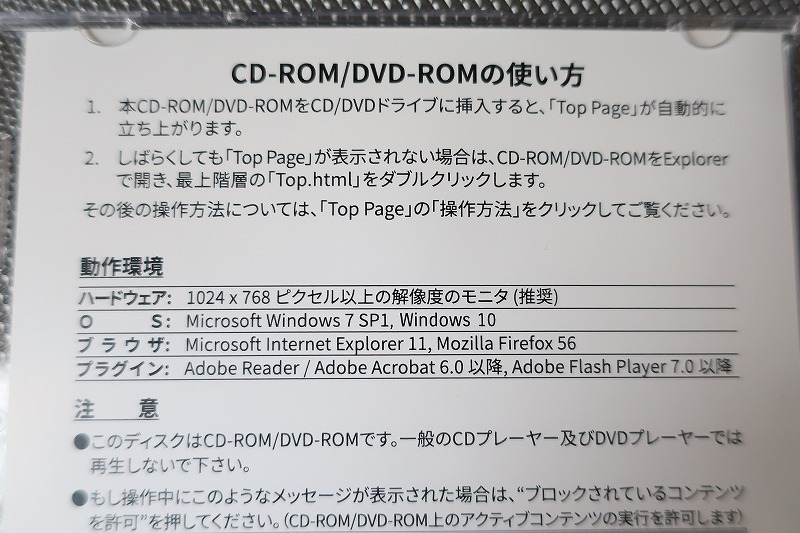 CD-ROM/DVD-ROMの使い方
1. 本CD-ROM/DVD-ROMをCD/DVDドライブに挿入すると、「Top Page」が自動的に
立ち上がります。
2. しばらくしても「Top Page」が表示されない場合は、CD-ROM/DVD-ROMをExplorer
で開き、最上階層の「Top.html」をダブルクリックします。
その後の操作方法については、「Top Page」の「操作方法」をクリックしてご覧ください。
動作環境
ハードウェア: 1024 x 768 ピクセル以上の解像度のモニタ (推奨)
O S: Microsoft Windows 7 SP1, Windows 10
ブラウザ: Microsoft Internet Explorer 11, Mozilla Firefox 56
プラグイン: Adobe Reader / Adobe Acrobat 6.0 以降, Adobe Flash Player 7.0 以降
注 意
●このディスクはCD-ROM/DVD-ROMです。一般のCDプレーヤー及びDVDプレーヤーでは
再生しないで下さい。
●もし操作中にこのようなメッセージが表示された場合は、“ブロックされているコンテンツ
を許可”を押してください。(CD-ROM/DVD-ROM上のアクティブコンテンツの実行を許可します)